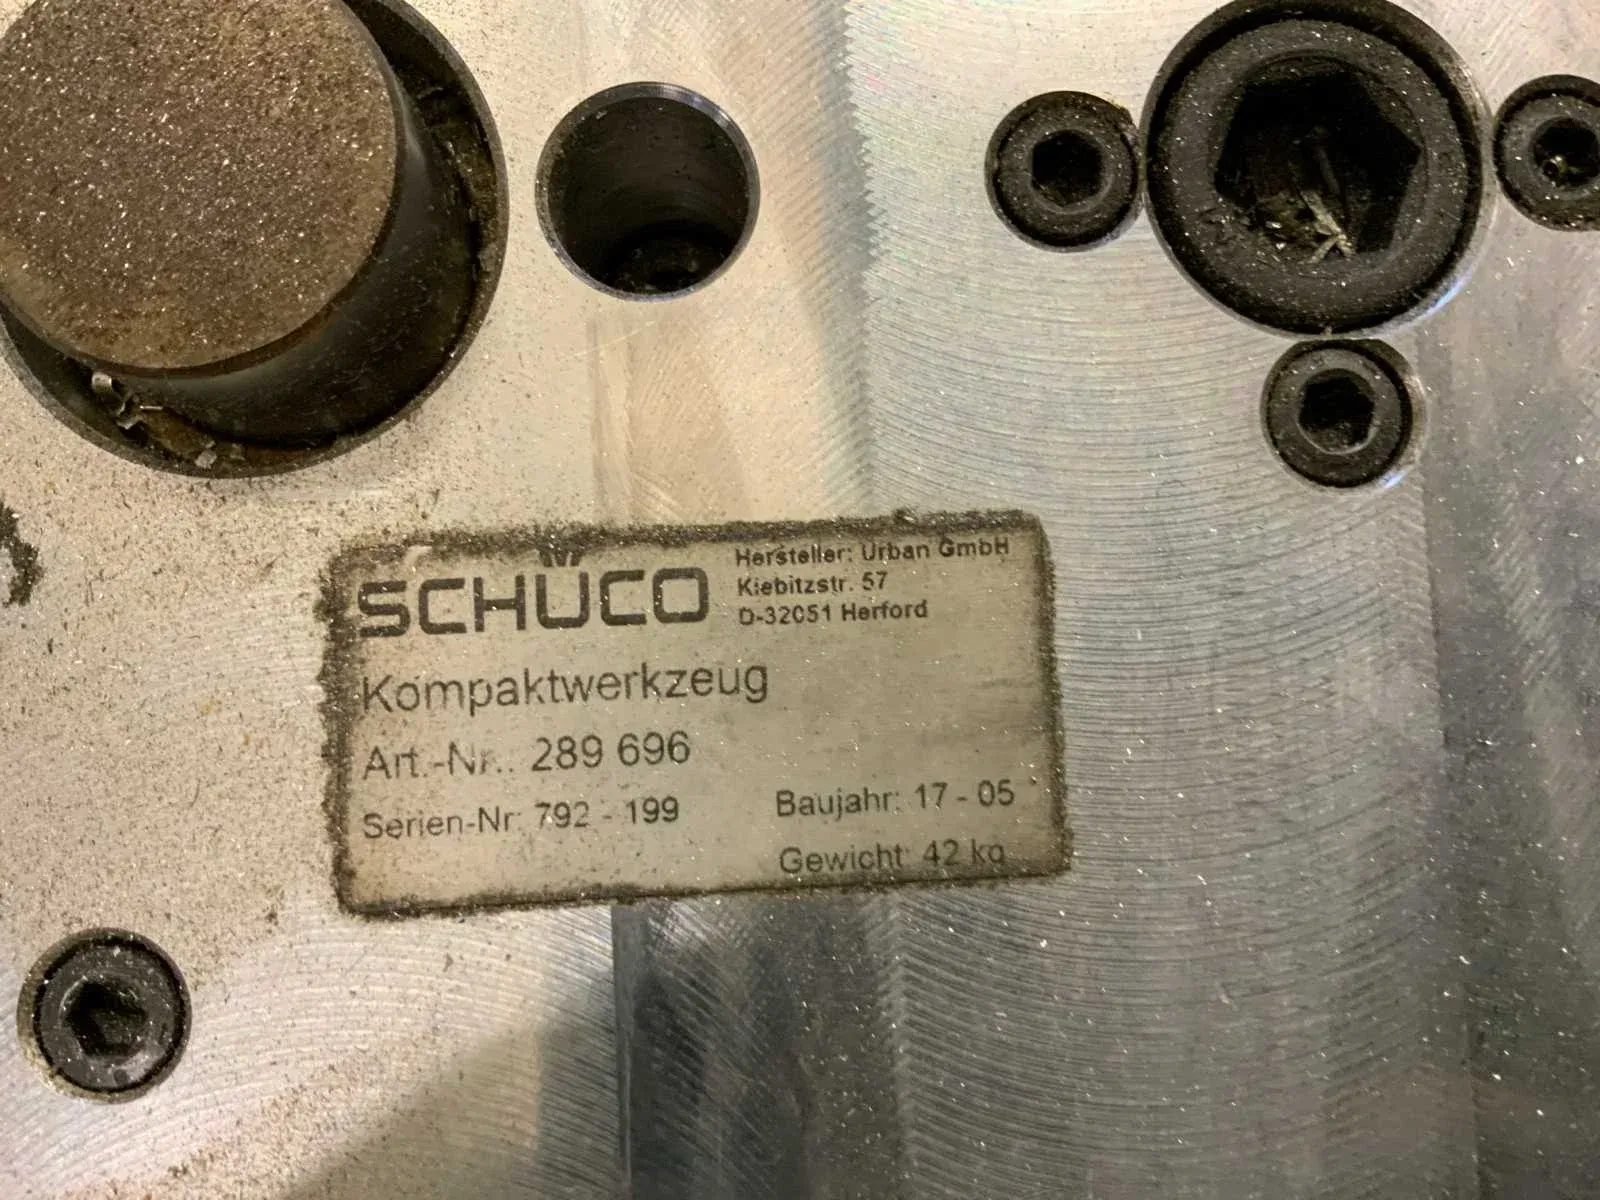 SCHÜCO
Hersteller: Urban GmbH
Kiebitzstr. 57
D-32051 Herford
Kompaktwerkzeug
Art.-Nr.: 289 696
Serien-Nr: 792 - 199
Baujahr: 17 - 05
Gewicht: 42 kg